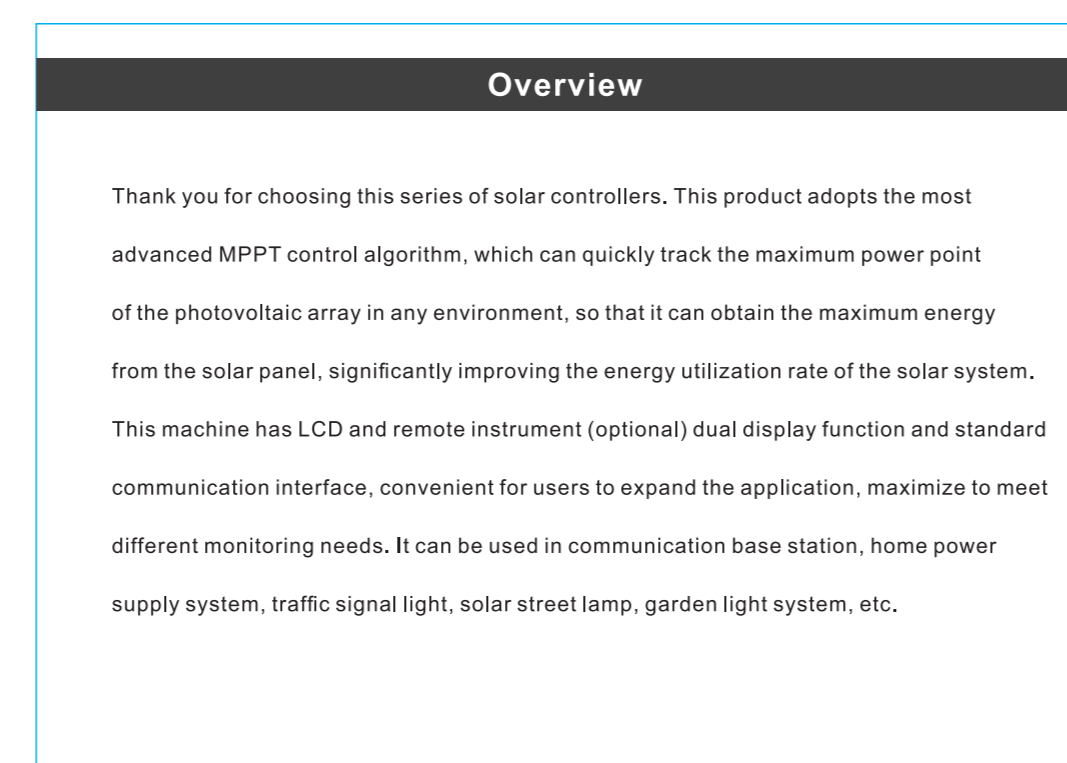 Overview
Thank you for choosing this series of solar controllers. This product adopts the most
advanced MPPT control algorithm, which can quickly track the maximum power point
of the photovoltaic array in any environment, so that it can obtain the maximum energy
from the solar panel, significantly improving the energy utilization rate of the solar system.
This machine has LCD and remote instrument (optional) dual display function and standard
communication interface, convenient for users to expand the application, maximize to meet
different monitoring needs. It can be used in communication base station, home power
supply system, traffic signal light, solar street lamp, garden light system, etc.